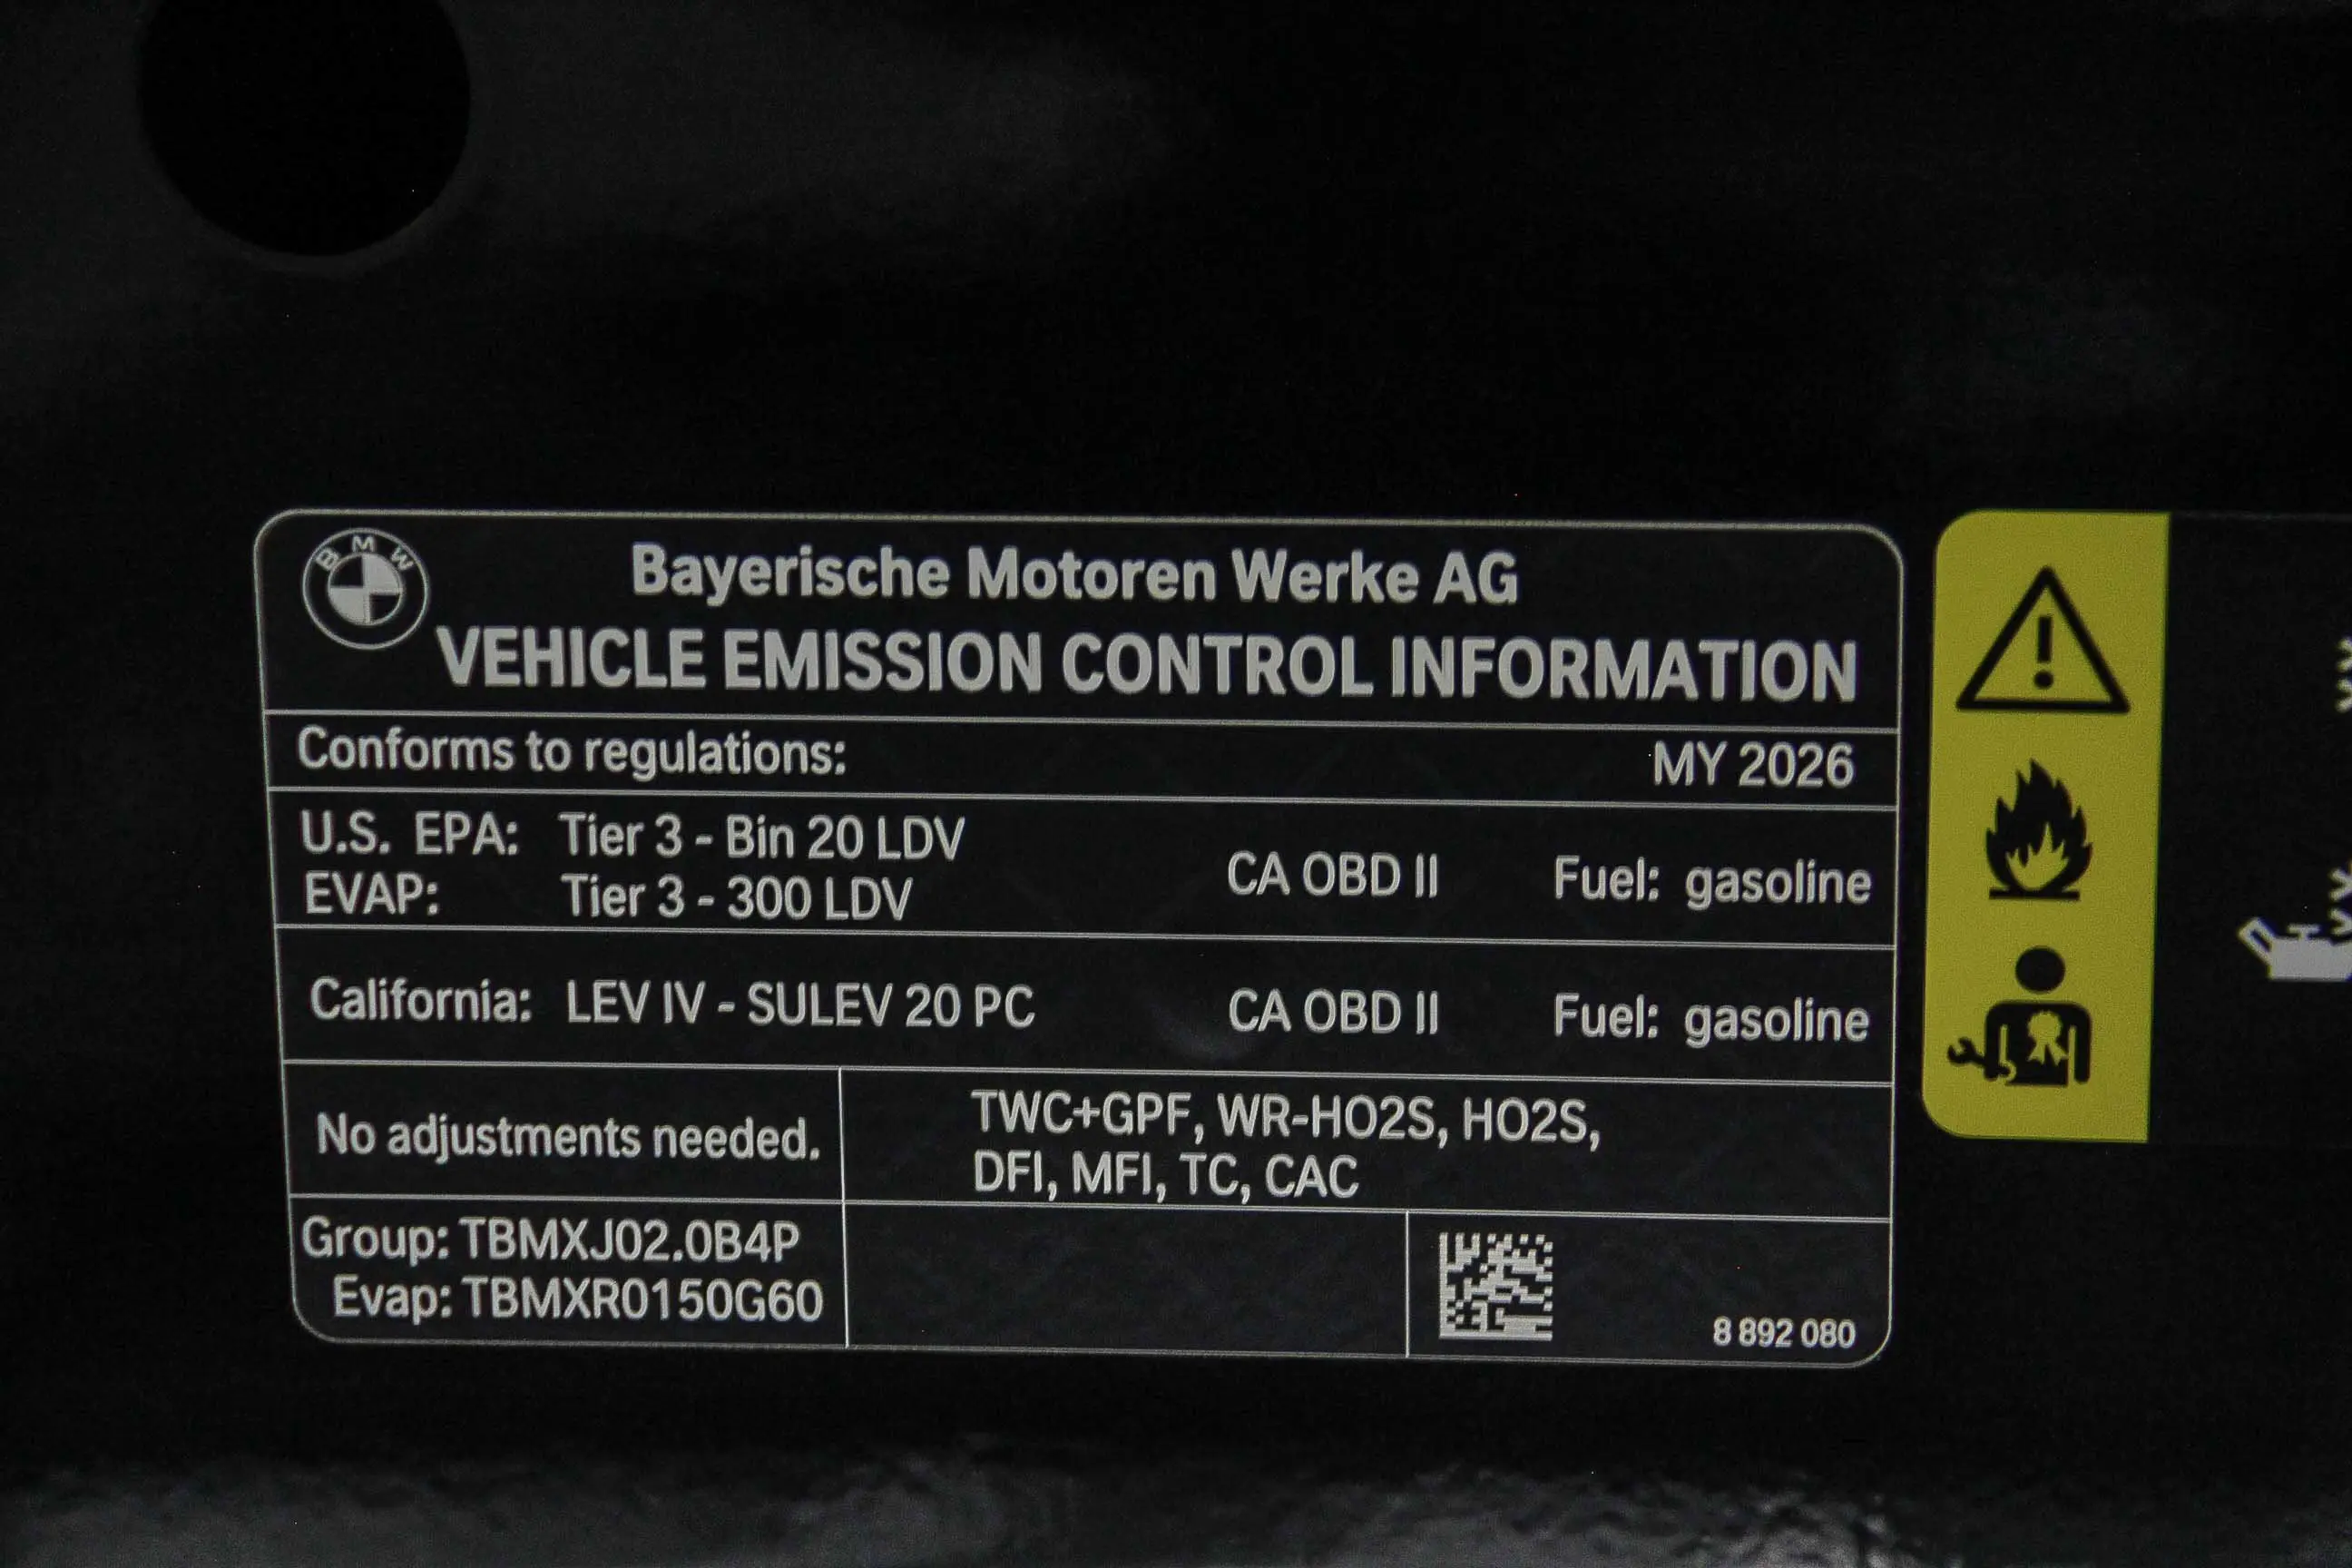 BMW
Bayerische Motoren Werke AG
VEHICLE EMISSION CONTROL INFORMATION
Conforms to regulations: MY 2026
U.S. EPA: Tier 3 - Bin 20 LDV
EVAP: Tier 3 - 300 LDV
CA OBD II Fuel: gasoline
California: LEV IV - SULEV 20 PC CA OBD II Fuel: gasoline
No adjustments needed.
TWC+GPF, WR-HO2S, HO2S,
DFI, MFI, TC, CAC
Group: TBMXJ02.0B4P
Evap: TBMXR0150G60
8 892 080